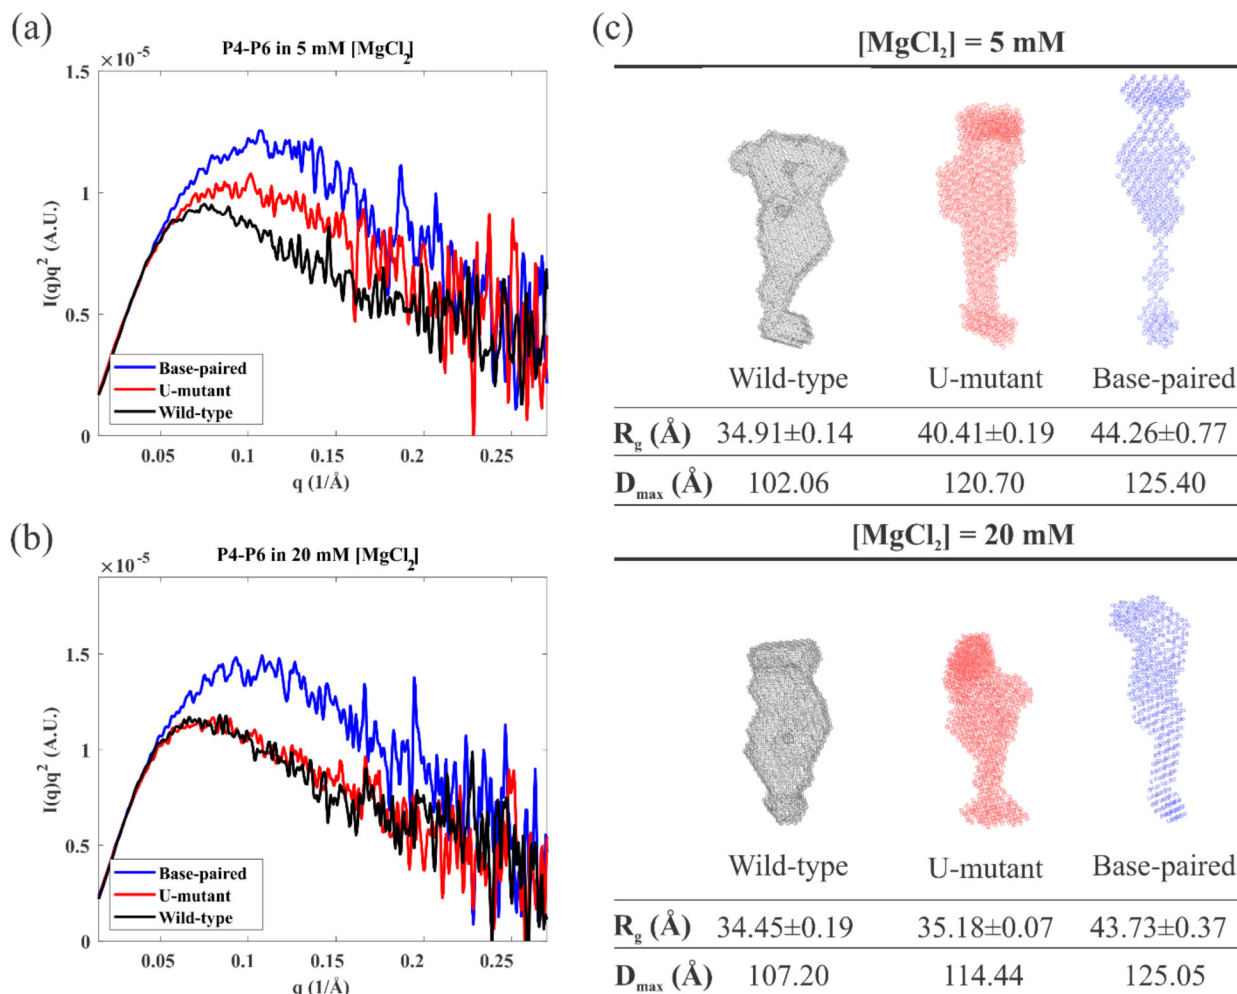 (a)
P4-P6 in 5 mM [MgCl2]
×10⁻⁵
1.5
1
0.5
0
I(q)q² (A.U.)
Base-paired
U-mutant
Wild-type
0.05 0.1 0.15 0.2 0.25
q (1/Å)
(b)
P4-P6 in 20 mM [MgCl2]
×10⁻⁵
1.5
1
0.5
0
I(q)q² (A.U.)
Base-paired
U-mutant
Wild-type
0.05 0.1 0.15 0.2 0.25
q (1/Å)
(c)
[MgCl₂] = 5 mM
Wild-type U-mutant Base-paired
Rg (Å) 34.91±0.14 40.41±0.19 44.26±0.77
Dmax (Å) 102.06 120.70 125.40
[MgCl₂] = 20 mM
Wild-type U-mutant Base-paired
Rg (Å) 34.45±0.19 35.18±0.07 43.73±0.37
Dmax (Å) 107.20 114.44 125.05